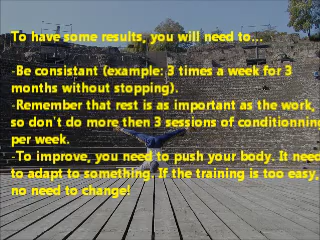 To have some results, you will need to...
-Be consistant (example: 3 times a week for 3
months without stopping).
-Remember that rest is as important as the work,
so don't do more then 3 sessions of conditionning
per week.
-To improve, you need to push your body. It need
to adapt to something. If the training is too easy,
no need to change!